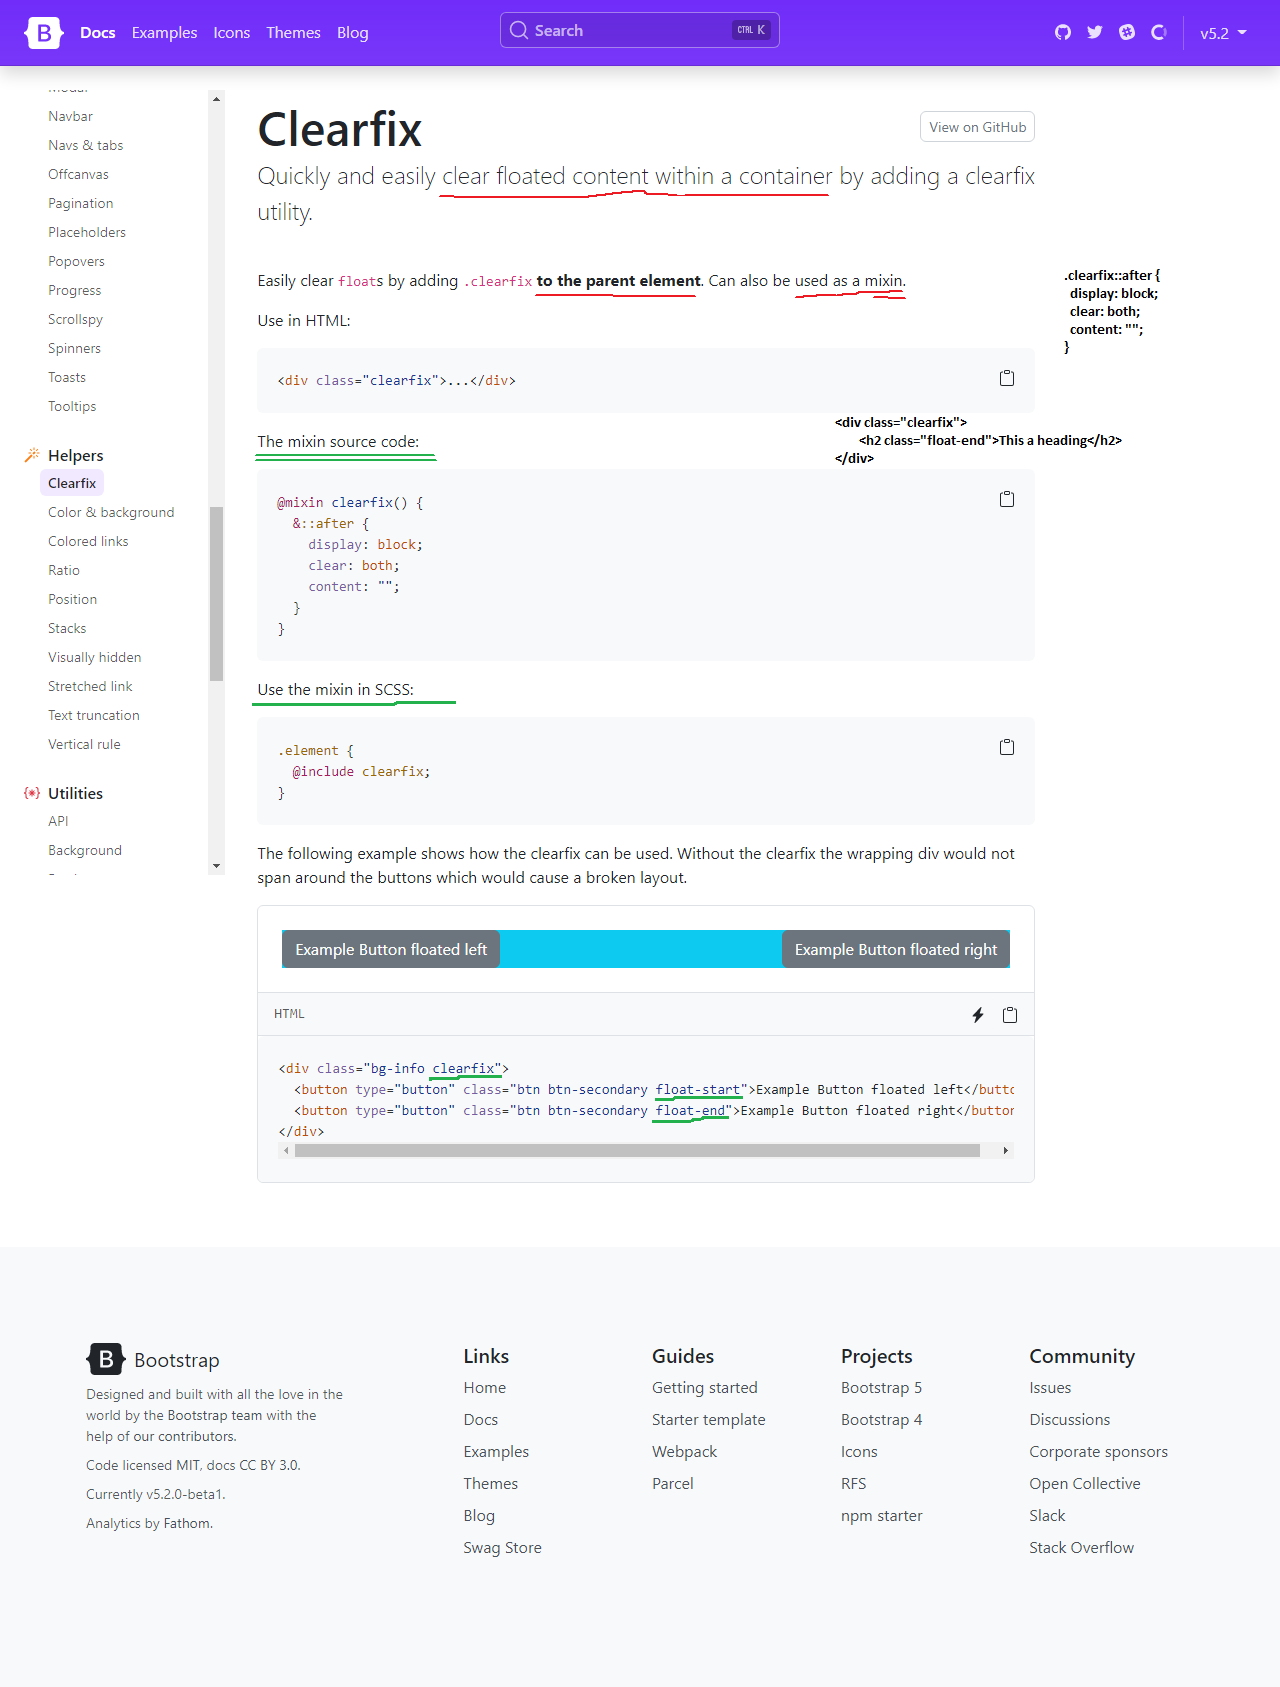 B Docs Examples Icons Themes Blog Search CTRL K v5.2
Navbar
Navs & tabs
Offcanvas
Pagination
Placeholders
Popovers
Progress
Scrollspy
Spinners
Toasts
Tooltips
Helpers
Clearfix
Color & background
Colored links
Ratio
Position
Stacks
Visually hidden
Stretched link
Text truncation
Vertical rule
Utilities
API
Background
Clearfix
View on GitHub
Quickly and easily clear floated content within a container by adding a clearfix
utility.
Easily clear floats by adding .clearfix to the parent element. Can also be used as a mixin.
.clearfix::after {
display: block;
clear: both;
content: "";
}
Use in HTML:
<div class="clearfix">...</div>
<div class="clearfix">
<h2 class="float-end">This a heading</h2>
</div>
The mixin source code:
@mixin clearfix() {
&::after {
display: block;
clear: both;
content: "";
}
}
Use the mixin in SCSS:
.element {
@include clearfix;
}
The following example shows how the clearfix can be used. Without the clearfix the wrapping div would not
span around the buttons which would cause a broken layout.
Example Button floated left Example Button floated right
HTML
<div class="bg-info clearfix">
<button type="button" class="btn btn-secondary float-start">Example Button floated left</butto
<button type="button" class="btn btn-secondary float-end">Example Button floated right</button
</div>
B Bootstrap
Designed and built with all the love in the
world by the Bootstrap team with the
help of our contributors.
Code licensed MIT, docs CC BY 3.0.
Currently v5.2.0-beta1.
Analytics by Fathom.
Links
Home
Docs
Examples
Themes
Blog
Swag Store
Guides
Getting started
Starter template
Webpack
Parcel
Projects
Bootstrap 5
Bootstrap 4
Icons
RFS
npm starter
Community
Issues
Discussions
Corporate sponsors
Open Collective
Slack
Stack Overflow